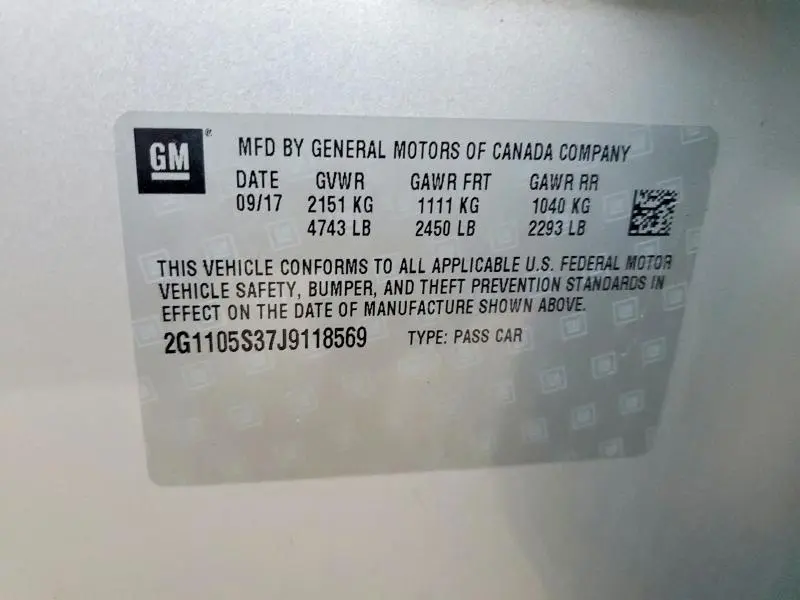 GM® MFD BY GENERAL MOTORS OF CANADA COMPANY
DATE GVWR GAWR FRT GAWR RR
09/17 2151 KG 1111 KG 1040 KG
4743 LB 2450 LB 2293 LB
THIS VEHICLE CONFORMS TO ALL APPLICABLE U.S. FEDERAL MOTOR
VEHICLE SAFETY, BUMPER, AND THEFT PREVENTION STANDARDS IN
EFFECT ON THE DATE OF MANUFACTURE SHOWN ABOVE.
2G1105S37J9118569 TYPE: PASS CAR